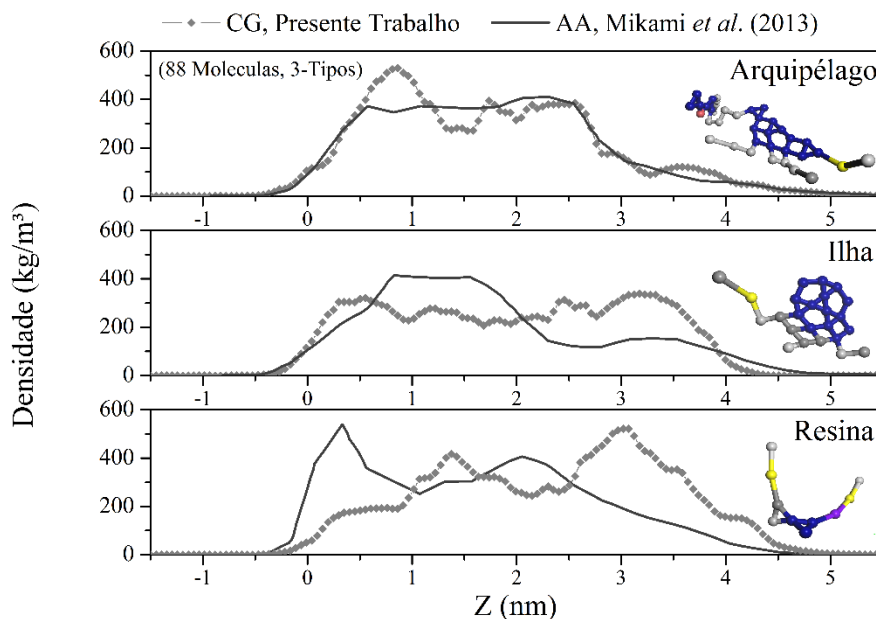 CG, Presente Trabalho AA, Mikami et al. (2013)
(88 Moleculas, 3-Tipos)
Arquipélago
600
400
200
0
-1 0 1 2 3 4 5
Ilha
600
400
200
0
-1 0 1 2 3 4 5
Resina
600
400
200
0
-1 0 1 2 3 4 5
Densidade (kg/m³)
Z (nm)